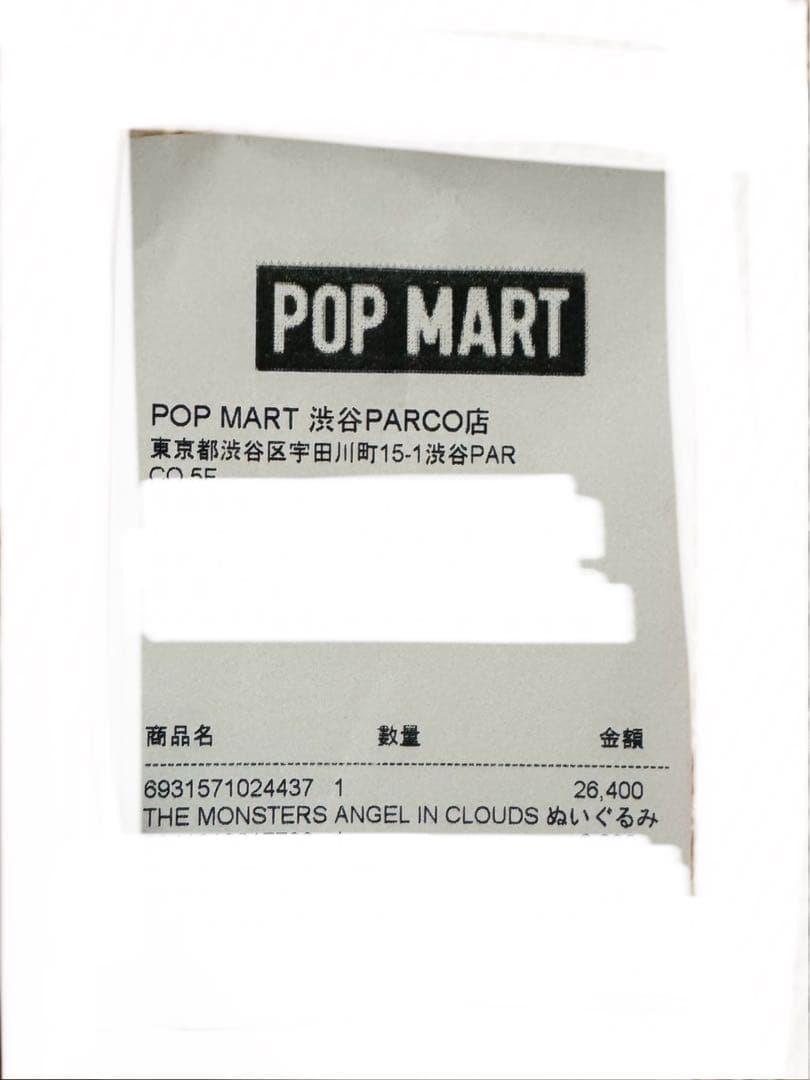 POP MART
POP MART 渋谷PARCO店
東京都渋谷区宇田川町15-1渋谷PAR
CO 5F
商品名 数量 金額
6931571024437 1 26,400
THE MONSTERS ANGEL IN CLOUDS ぬいぐるみ